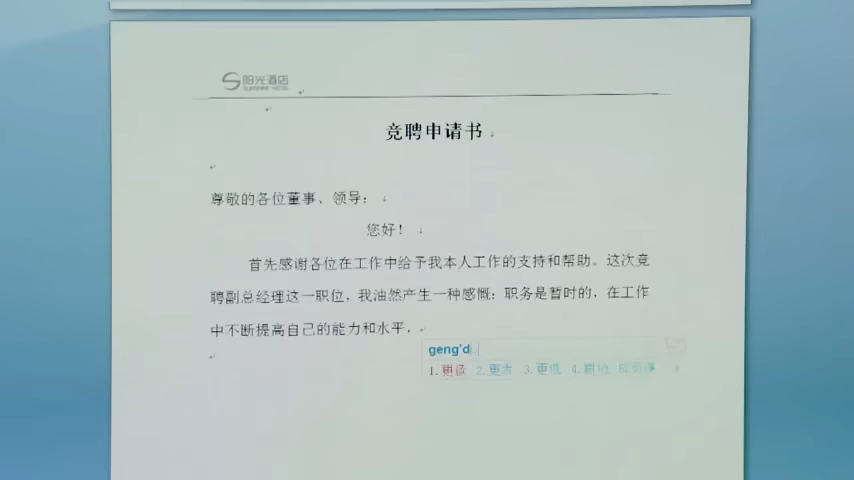 阳光酒店
SUNSHINE HOTEL
竞聘申请书
尊敬的各位董事、领导：
您好！
首先感谢各位在工作中给予我本人工作的支持和帮助。这次竞
聘副总经理这一职位，我油然产生一种感慨：职务是暂时的，在工作
中不断提高自己的能力和水平，
geng'd
2.更大 3.更低 4.耕地